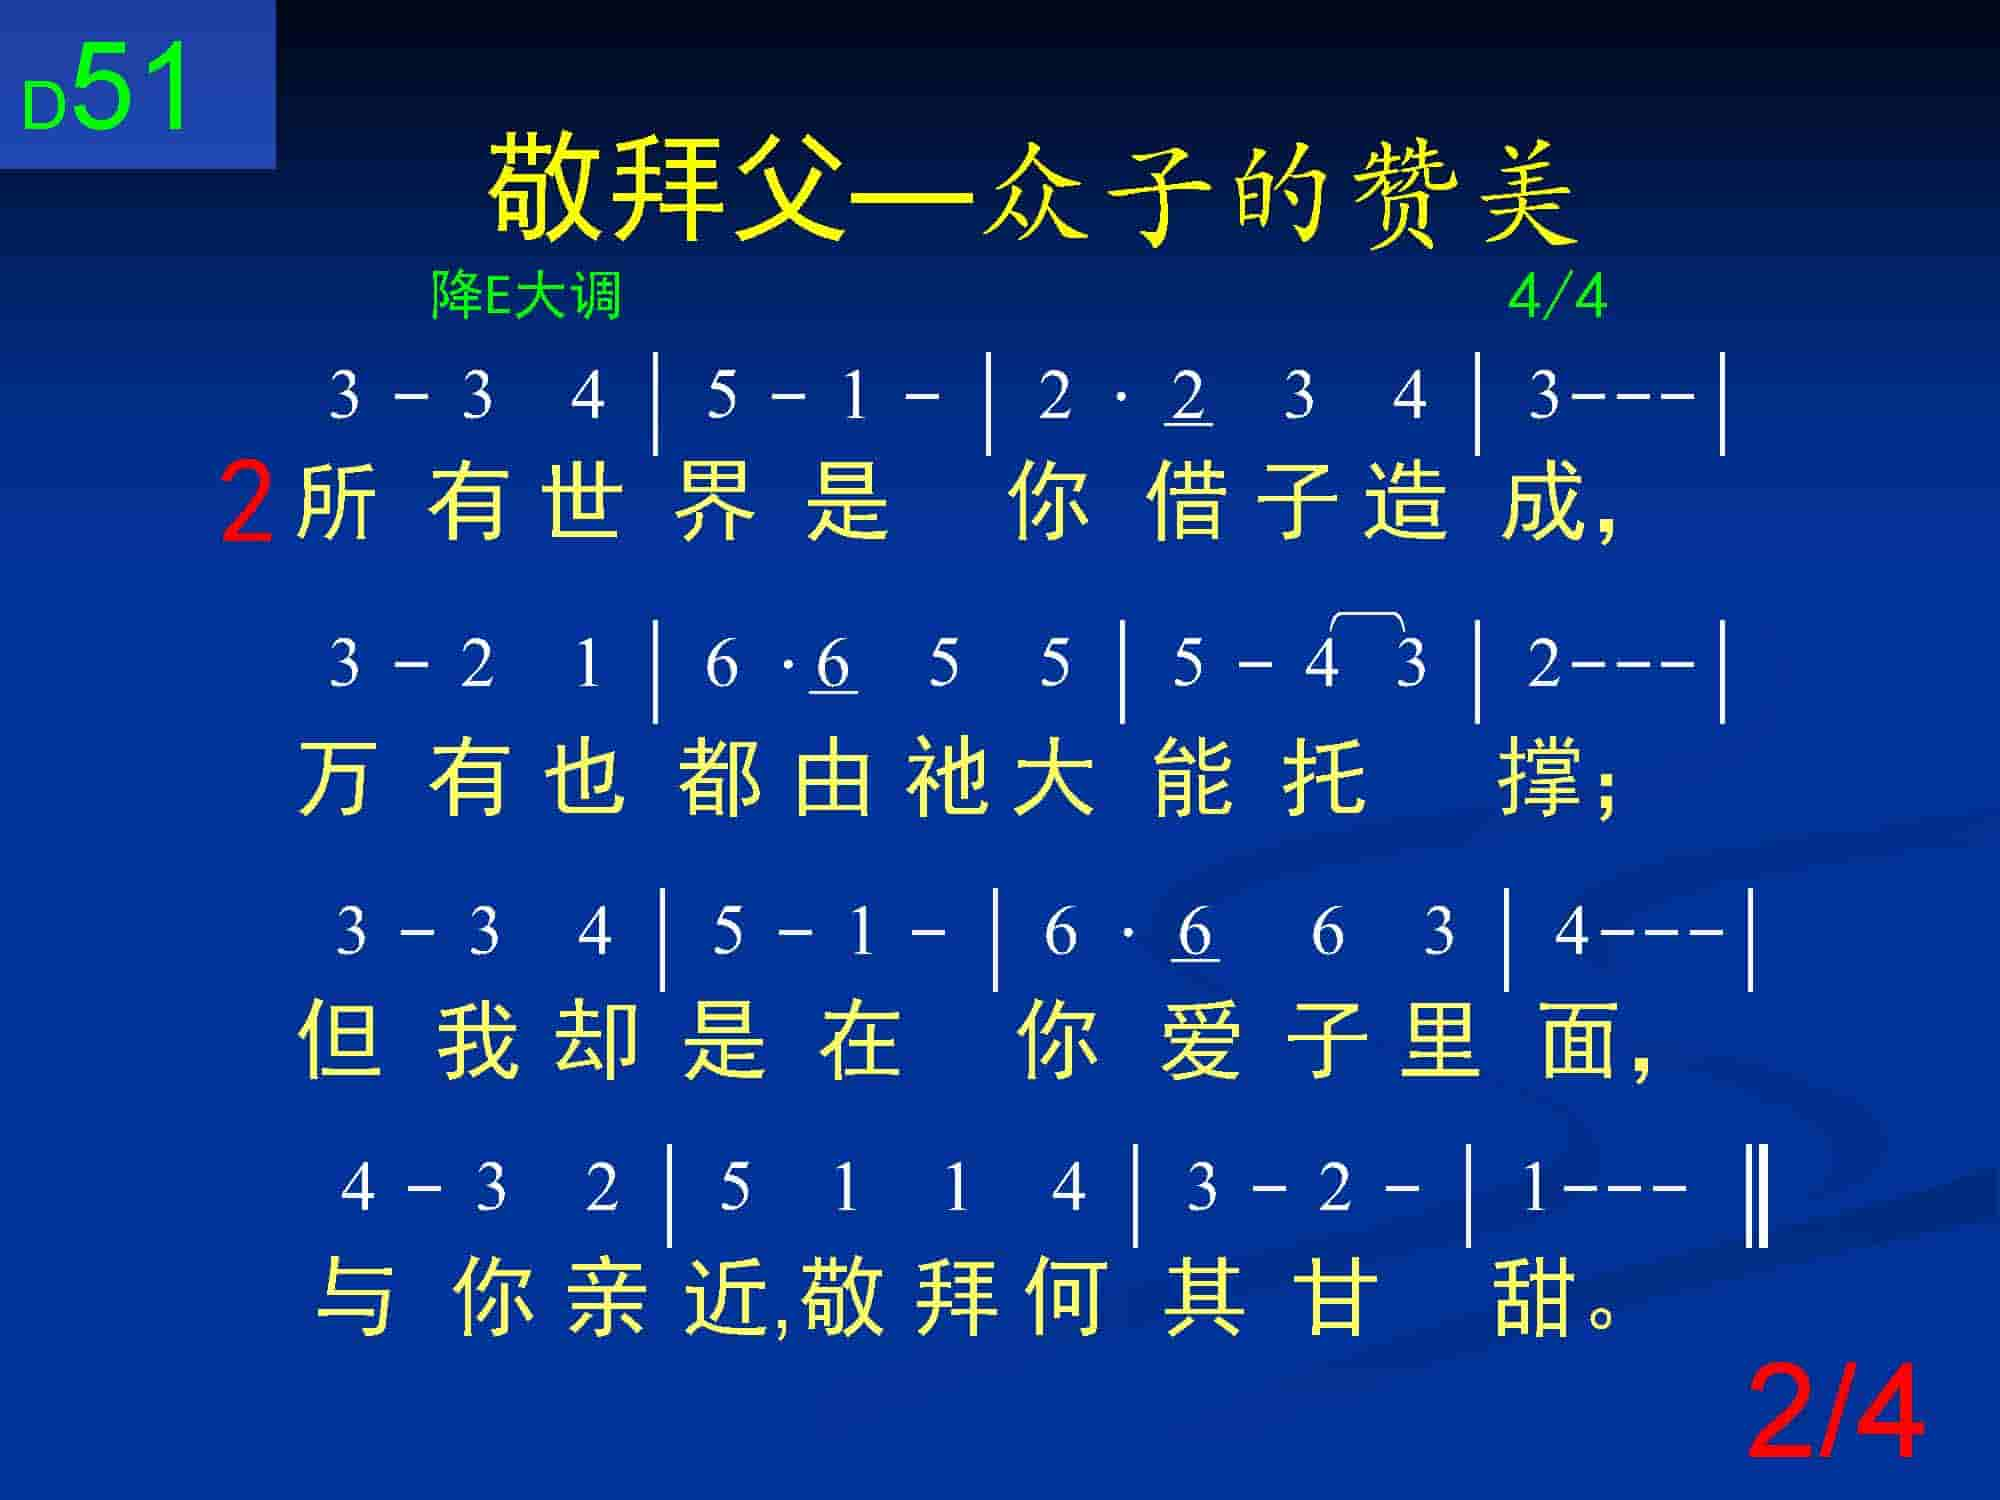 D51
敬拜父—众子的赞美
降E大调 4/4
3 - 3 4 | 5 - 1 - | 2 · 2 3 4 | 3 - - - |
2 所有世界是你借子造成，
3 - 2 1 | 6 · 6 5 5 | 5 - 4 3 | 2 - - - |
万有也都由祂大能托撑；
3 - 3 4 | 5 - 1 - | 6 · 6 6 3 | 4 - - - |
但我却是在你爱子里面，
4 - 3 2 | 5 1 1 4 | 3 - 2 - | 1 - - - ‖
与你亲近,敬拜何其甘甜。
2/4